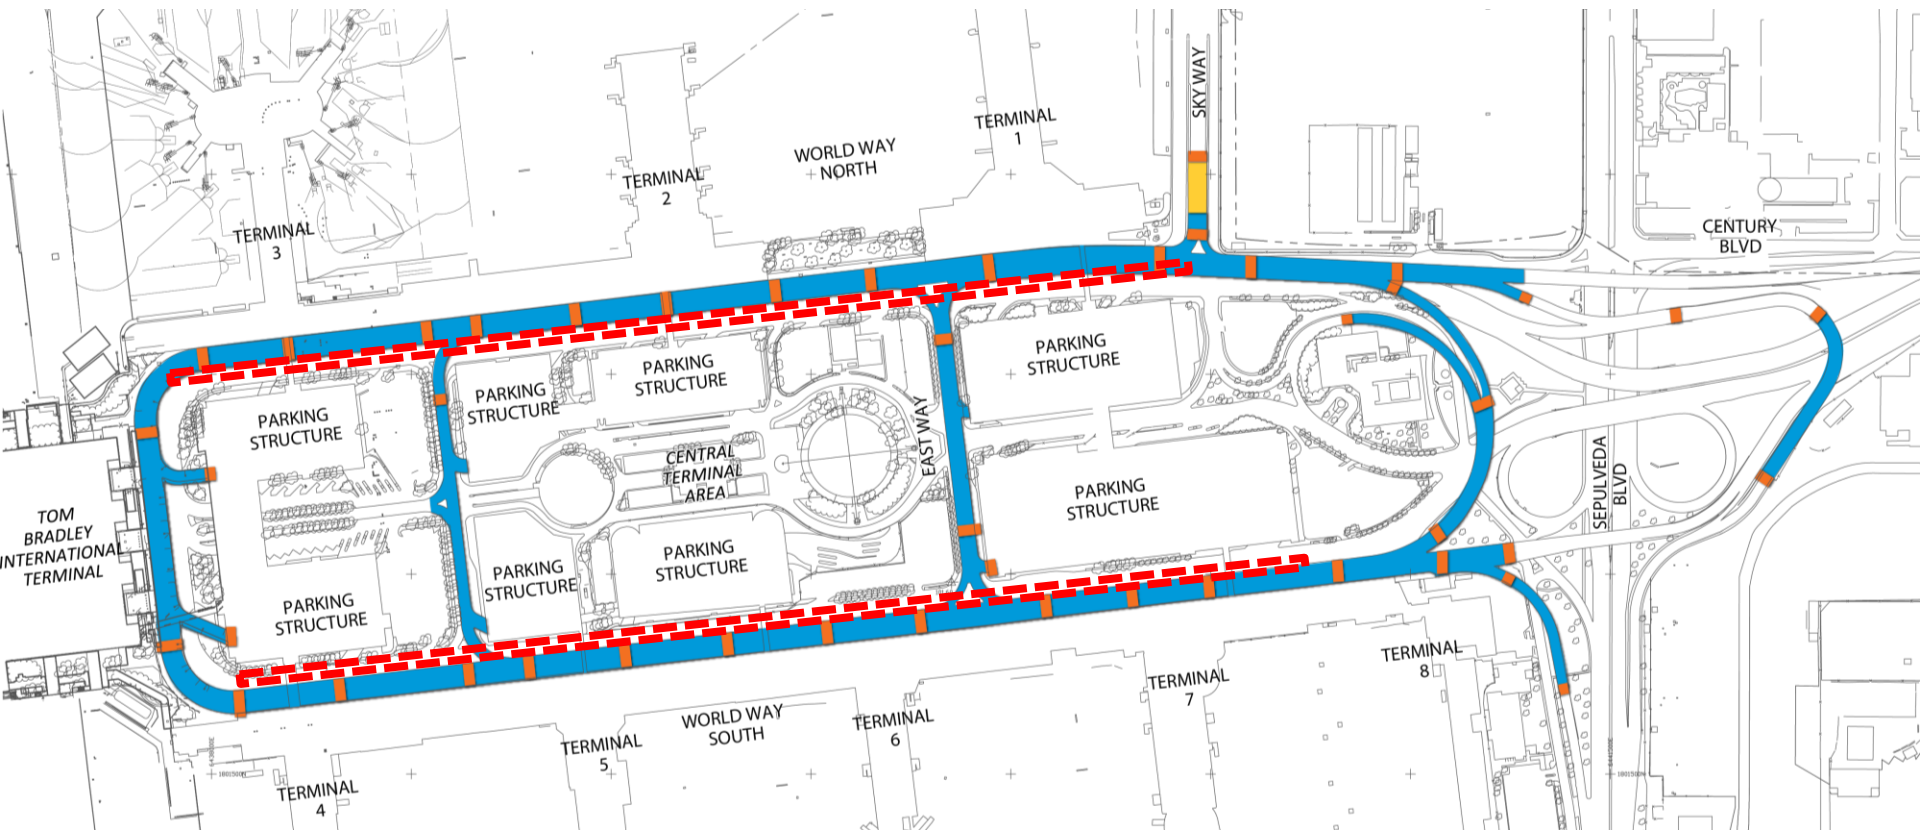 SKY WAY
TERMINAL
1
WORLD WAY
NORTH
TERMINAL
2
TERMINAL
3
CENTURY
BLVD
PARKING
STRUCTURE
PARKING
STRUCTURE
PARKING
STRUCTURE
PARKING
STRUCTURE
EAST WAY
CENTRAL
TERMINAL
AREA
SEPULVEDA
BLVD
PARKING
STRUCTURE
TOM
BRADLEY
INTERNATIONAL
TERMINAL
PARKING
STRUCTURE
PARKING
STRUCTURE
PARKING
STRUCTURE
TERMINAL
8
TERMINAL
7
WORLD WAY
SOUTH
TERMINAL
6
TERMINAL
5
TERMINAL
4